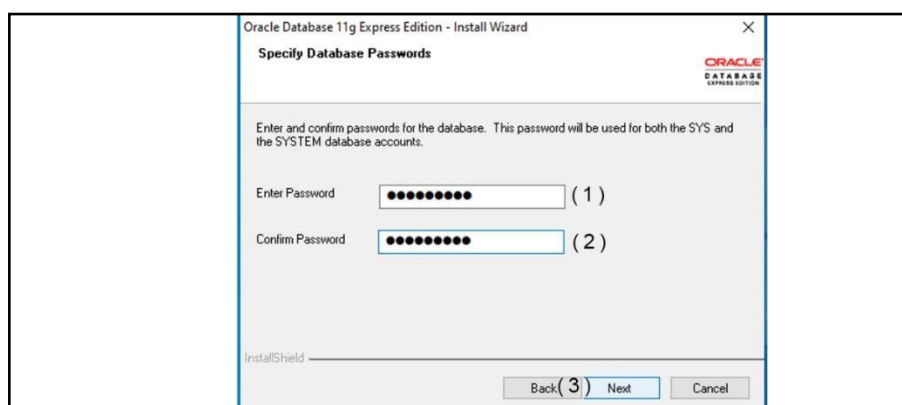 Oracle Database 11g Express Edition - Install Wizard
Specify Database Passwords
ORACLE
DATABASE
EXPRESS EDITION
Enter and confirm passwords for the database. This password will be used for both the SYS and
the SYSTEM database accounts.
Enter Password ●●●●●●●●● (1)
Confirm Password ●●●●●●●●● (2)
InstallShield
Back (3) Next Cancel